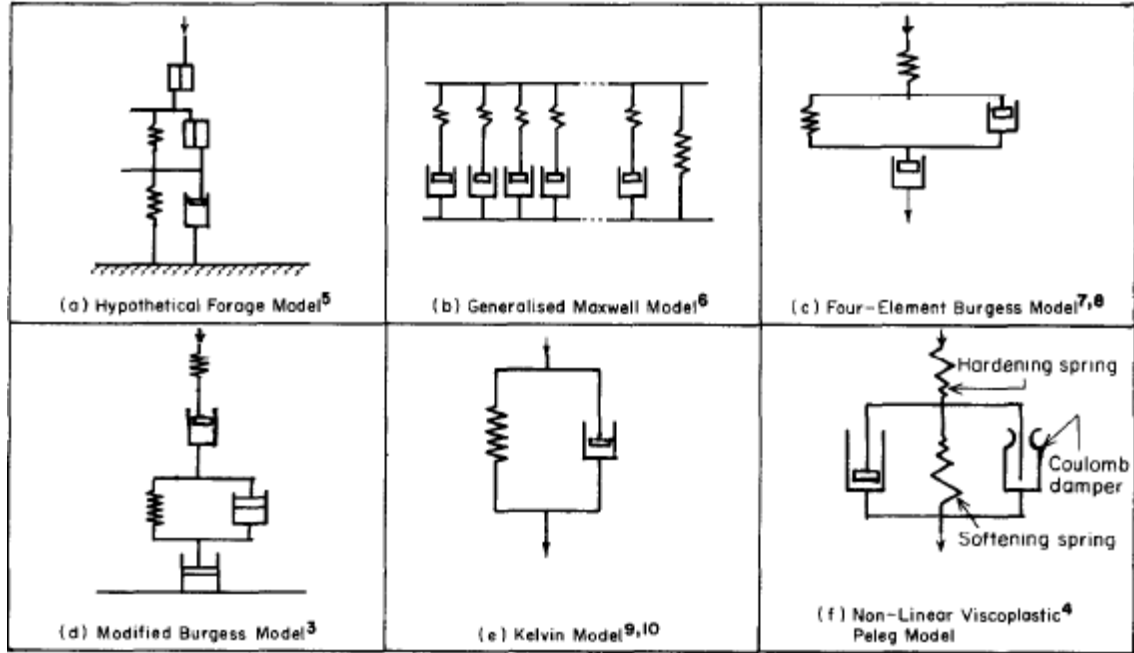 (a) Hypothetical Forage Model⁵
(b) Generalised Maxwell Model⁶
(c) Four-Element Burgess Model⁷,⁸
(d) Modified Burgess Model³
(e) Kelvin Model⁹,¹⁰
Hardening spring
Coulomb
damper
Softening spring
(f) Non-Linear Viscoplastic⁴
Peleg Model